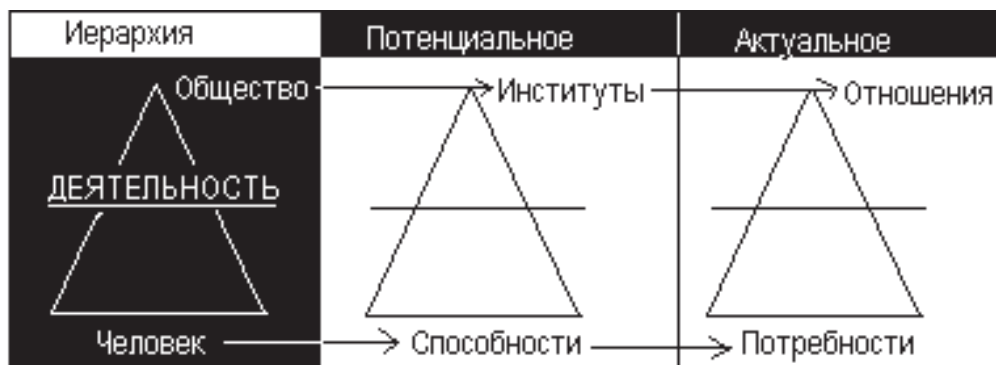 Иерархия Потенциальное Актуальное
Общество Институты Отношения
ДЕЯТЕЛЬНОСТЬ
Человек Способности Потребности